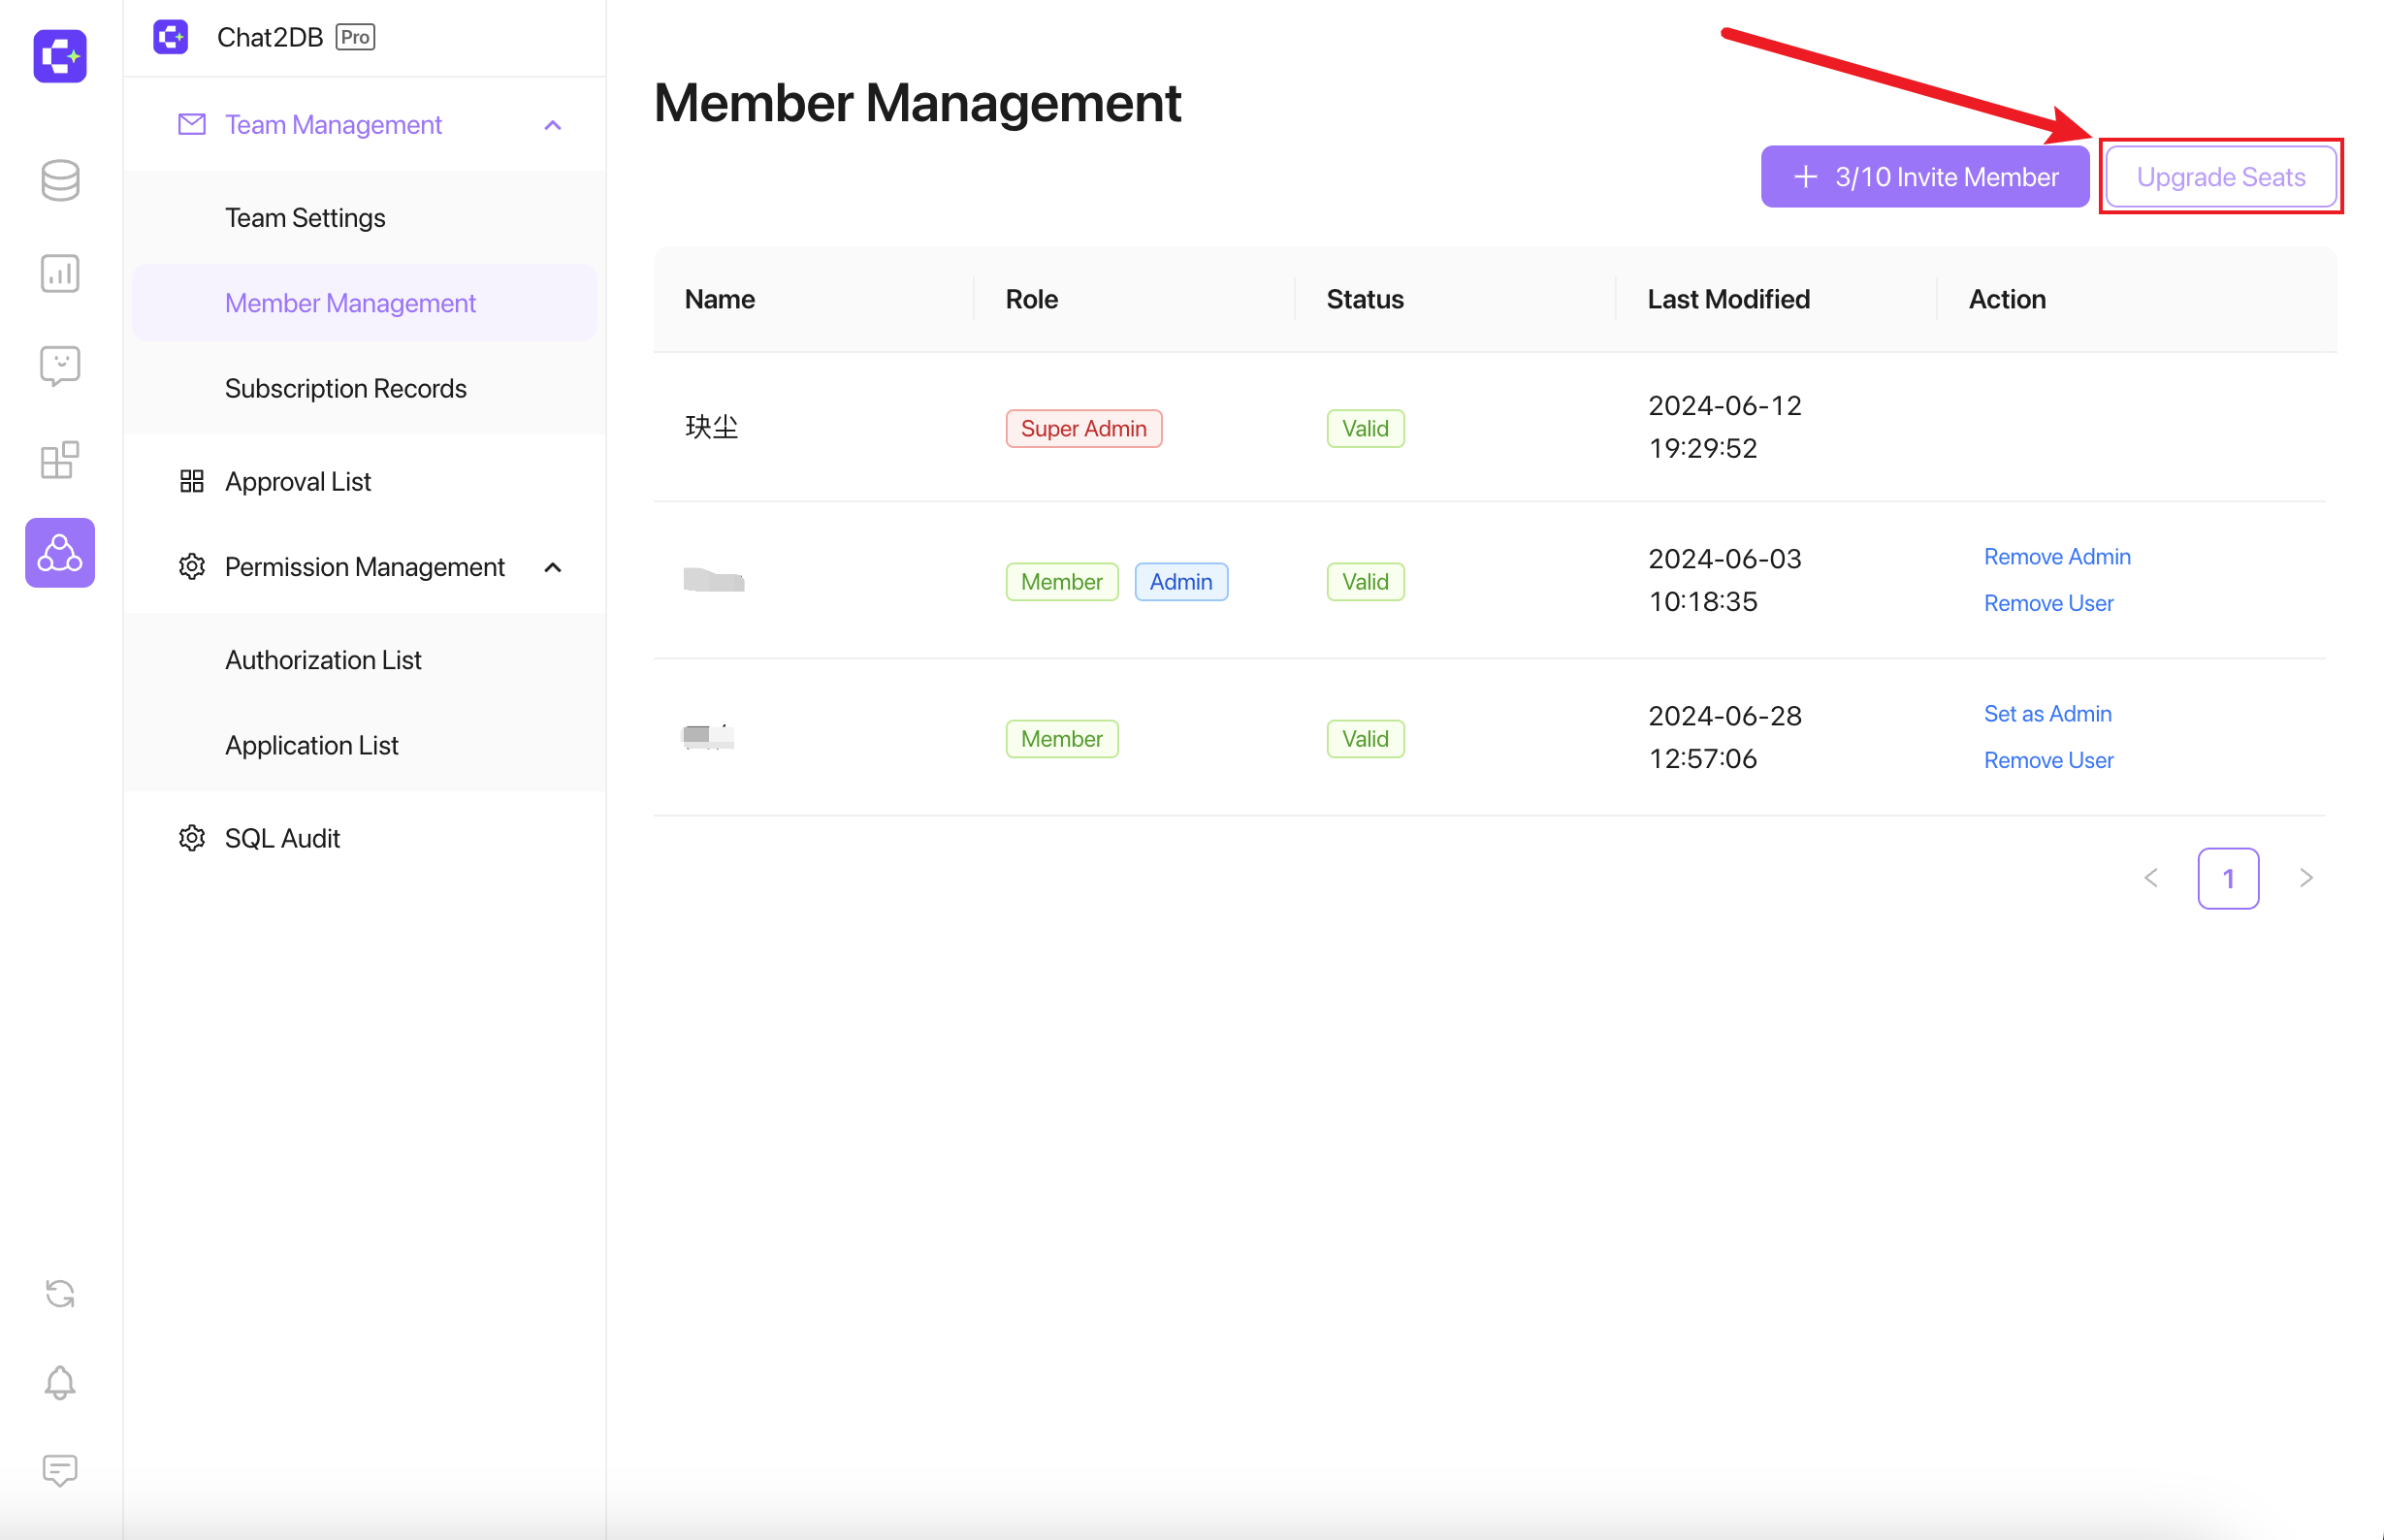 Chat2DB Pro
Team Management
Team Settings
Member Management
Subscription Records
Approval List
Permission Management
Authorization List
Application List
SQL Audit
Member Management
3/10 Invite Member
Upgrade Seats
Name Role Status Last Modified Action
玦尘 Super Admin Valid 2024-06-12
19:29:52
Member Admin Valid 2024-06-03
10:18:35
Remove Admin
Remove User
Member Valid 2024-06-28
12:57:06
Set as Admin
Remove User
1